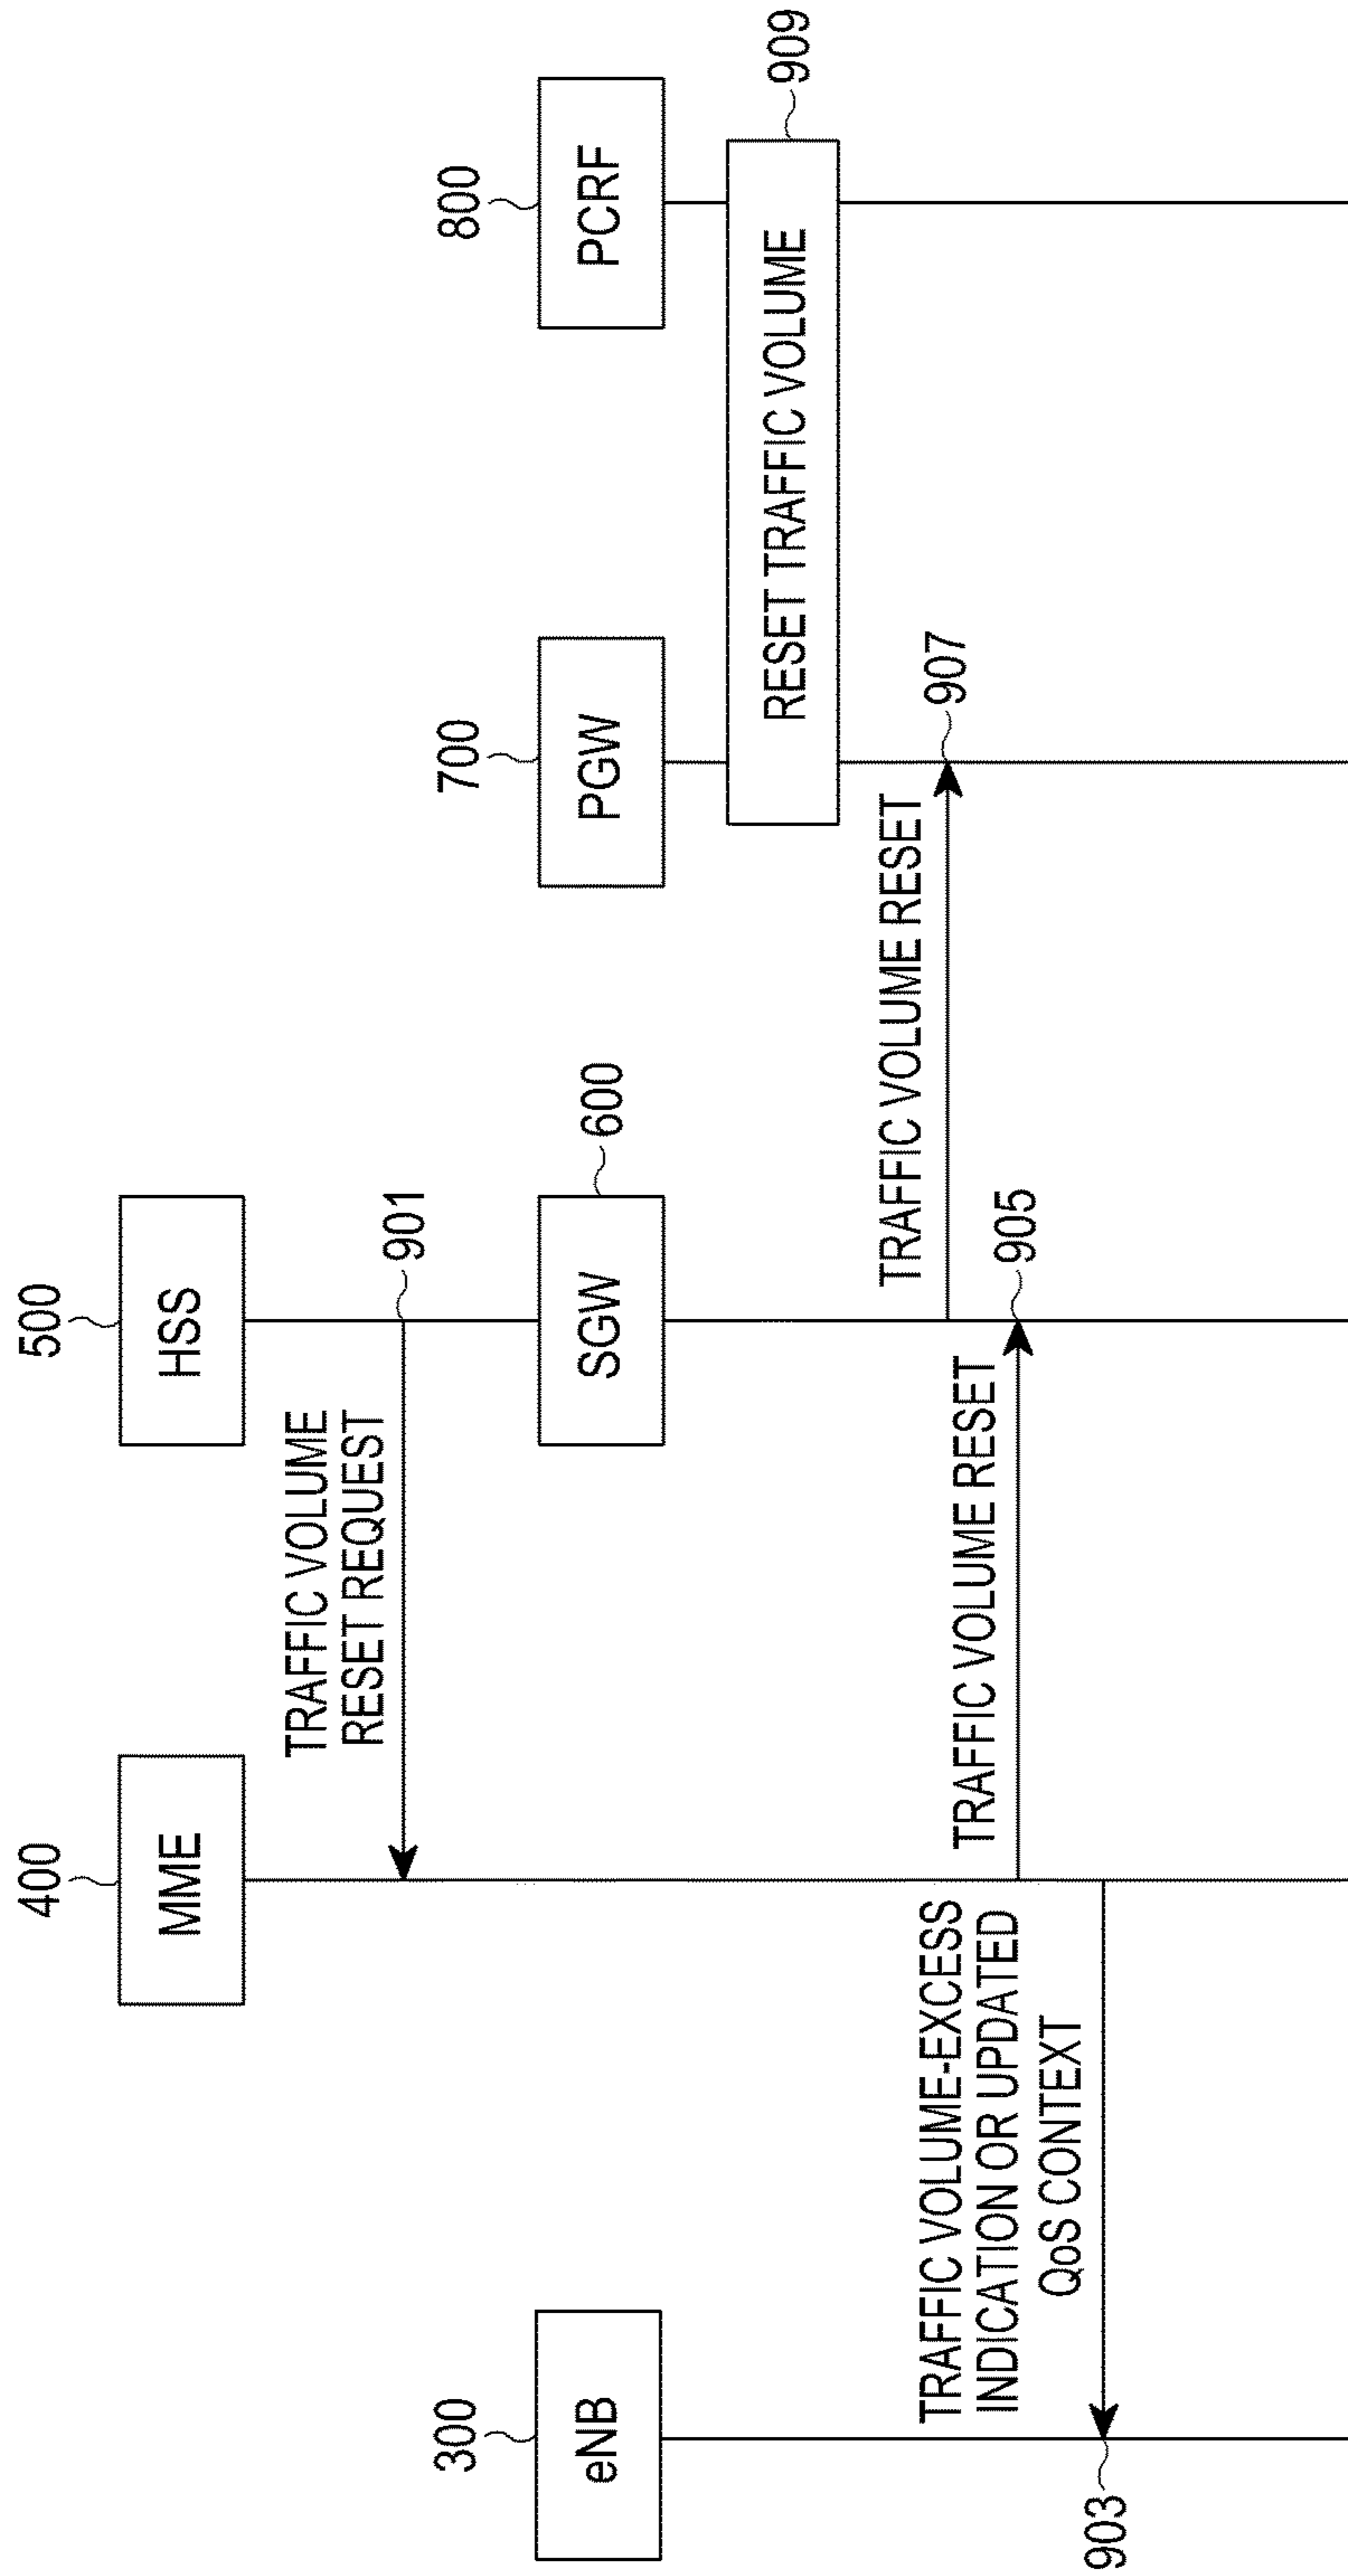 400
MME
500
HSS
TRAFFIC VOLUME
RESET REQUEST
901
300
eNB
SGW
600
700
PGW
800
PCRF
RESET TRAFFIC VOLUME
909
TRAFFIC VOLUME RESET
907
TRAFFIC VOLUME RESET
905
TRAFFIC VOLUME-EXCESS
INDICATION OR UPDATED
QoS CONTEXT
903